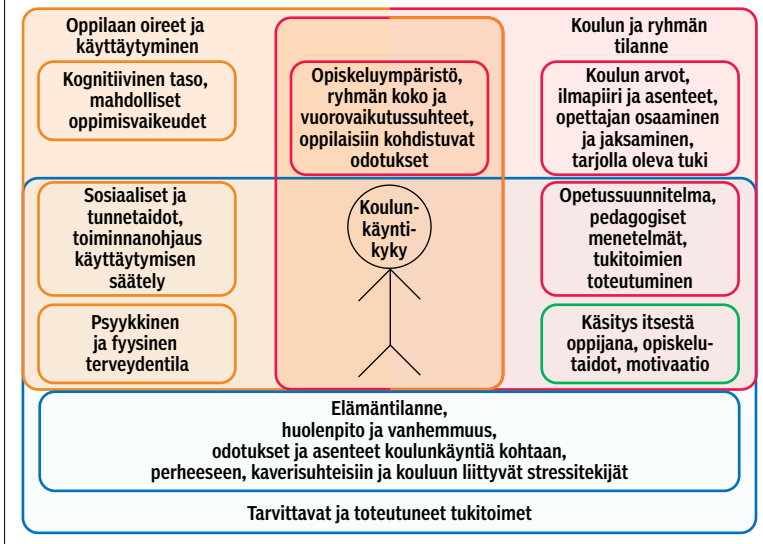 Oppilaan oireet ja
käyttäytyminen
Kognitiivinen taso,
mahdolliset
oppimisvaikeudet
Sosiaaliset ja
tunnetaidot,
toiminnanohjaus
käyttäytymisen
säätely
Psyykkinen
ja fyysinen
terveydentila
Opiskeluympäristö,
ryhmän koko ja
vuorovaikutussuhteet,
oppilaisiin kohdistuvat
odotukset
Koulun-
käynti-
kyky
Koulun ja ryhmän
tilanne
Koulun arvot,
ilmapiiri ja asenteet,
opettajan osaaminen
ja jaksaminen,
tarjolla oleva tuki
Opetussuunnitelma,
pedagogiset
menetelmät,
tukitoimien
toteutuminen
Käsitys itsestä
oppijana, opiskelu-
taidot, motivaatio
Elämäntilanne,
huolenpito ja vanhemmuus,
odotukset ja asenteet koulunkäyntiä kohtaan,
perheeseen, kaverisuhteisiin ja kouluun liittyvät stressitekijät
Tarvittavat ja toteutuneet tukitoimet